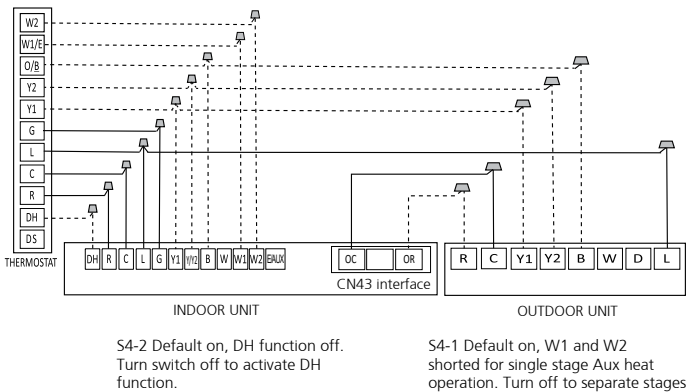 W2
W1/E
O/B
Y2
Y1
G
L
C
R
DH
DS
THERMOSTAT
DH R C L G Y1 Y/Y2 B W W1 W2 E/AUX
OC OR
CN43 interface
R C Y1 Y2 B W D L
INDOOR UNIT
OUTDOOR UNIT
S4-2 Default on, DH function off.
Turn switch off to activate DH
function.
S4-1 Default on, W1 and W2
shorted for single stage Aux heat
operation. Turn off to separate stages